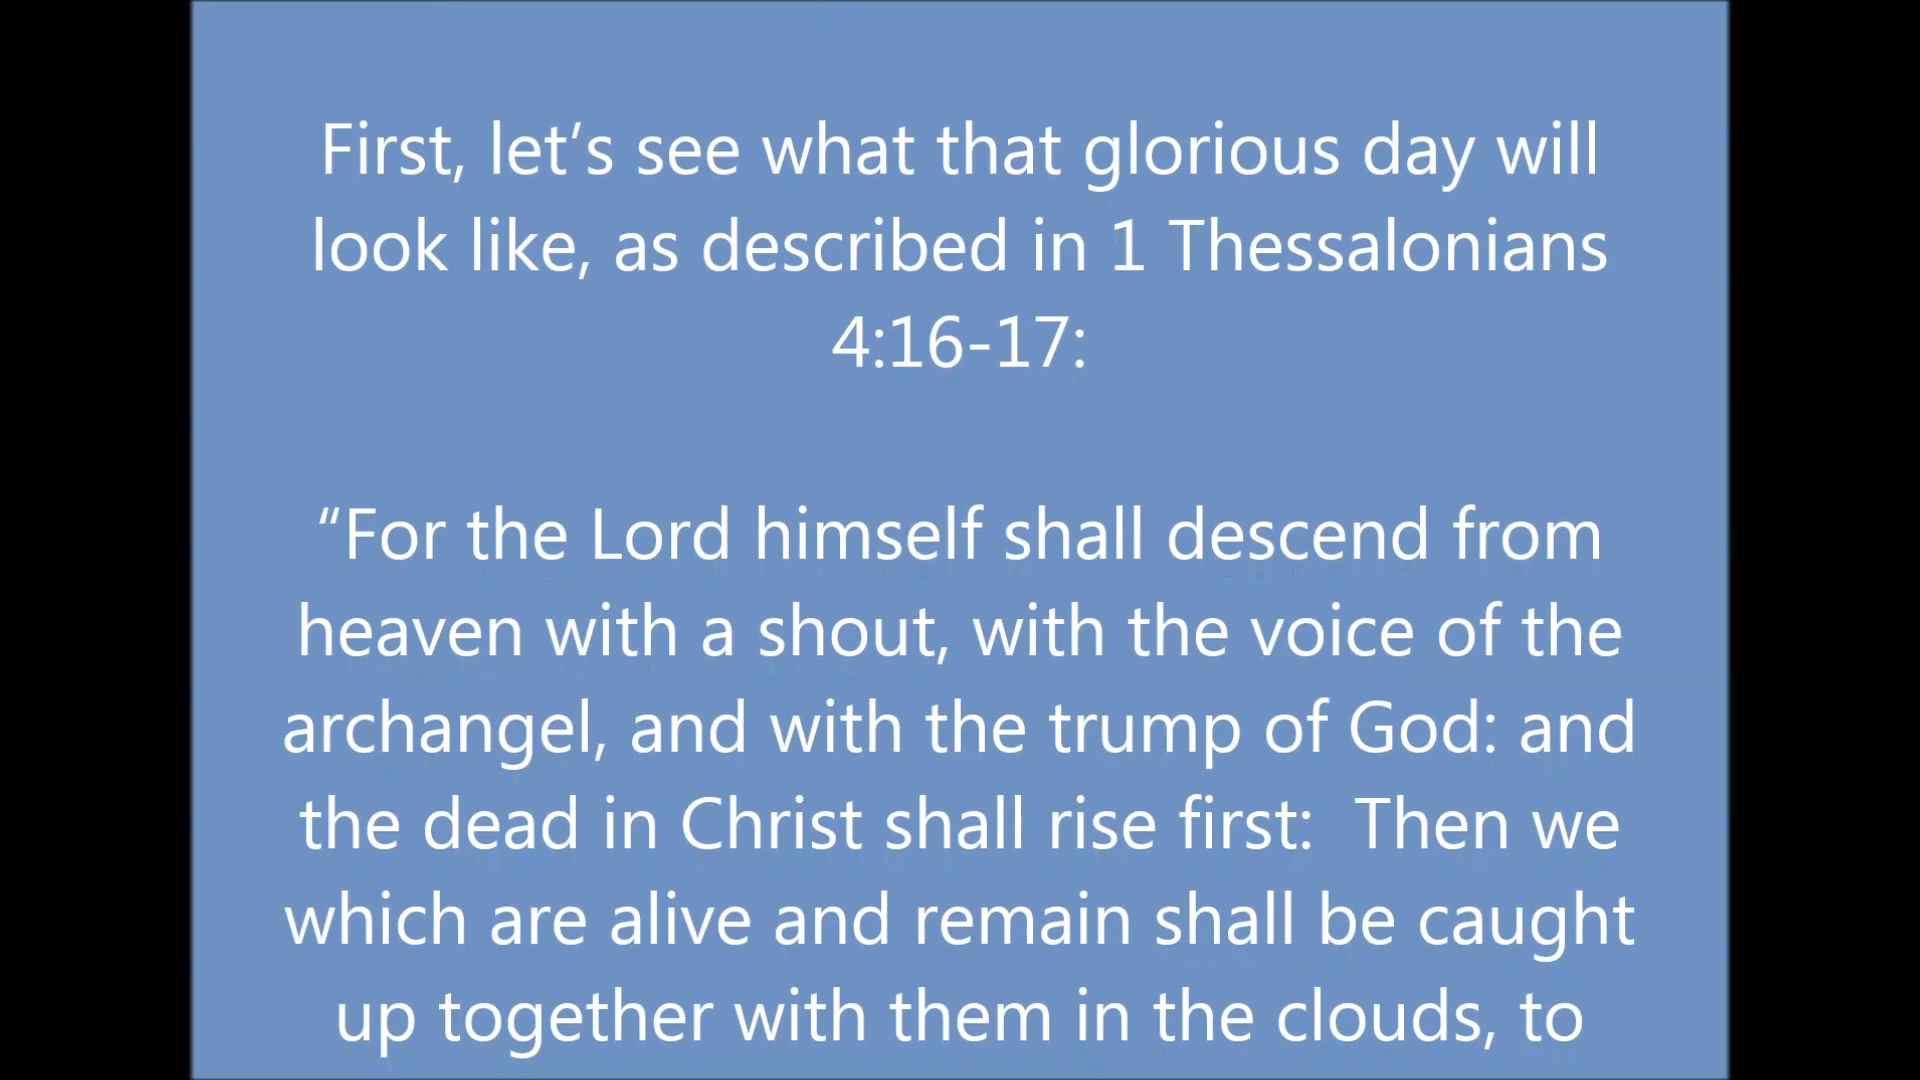 First, let’s see what that glorious day will
look like, as described in 1 Thessalonians
4:16-17:
“For the Lord himself shall descend from
heaven with a shout, with the voice of the
archangel, and with the trump of God: and
the dead in Christ shall rise first:  Then we
which are alive and remain shall be caught
up together with them in the clouds, to